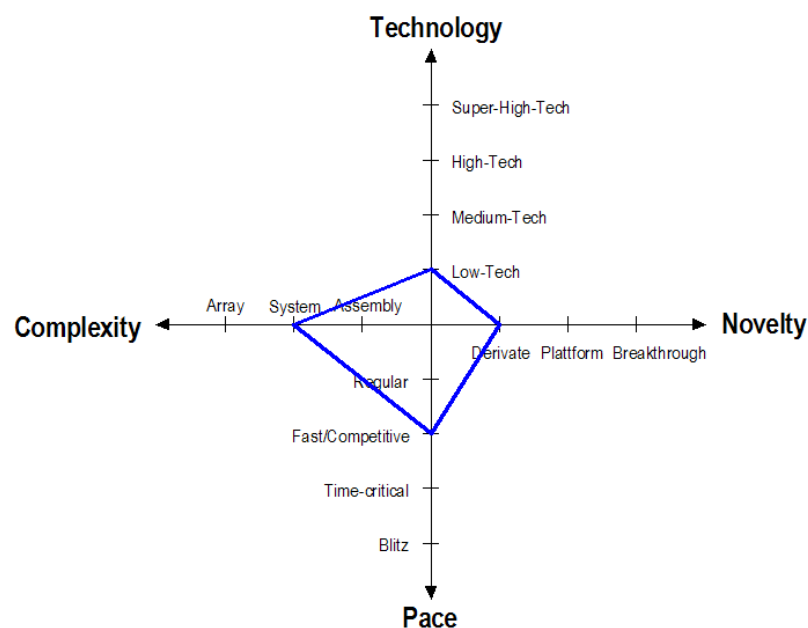 Technology
Super-High-Tech
High-Tech
Medium-Tech
Low-Tech
Array
System
Assembly
Complexity
Novelty
Derivate
Plattform
Breakthrough
Regular
Fast/Competitive
Time-critical
Blitz
Pace